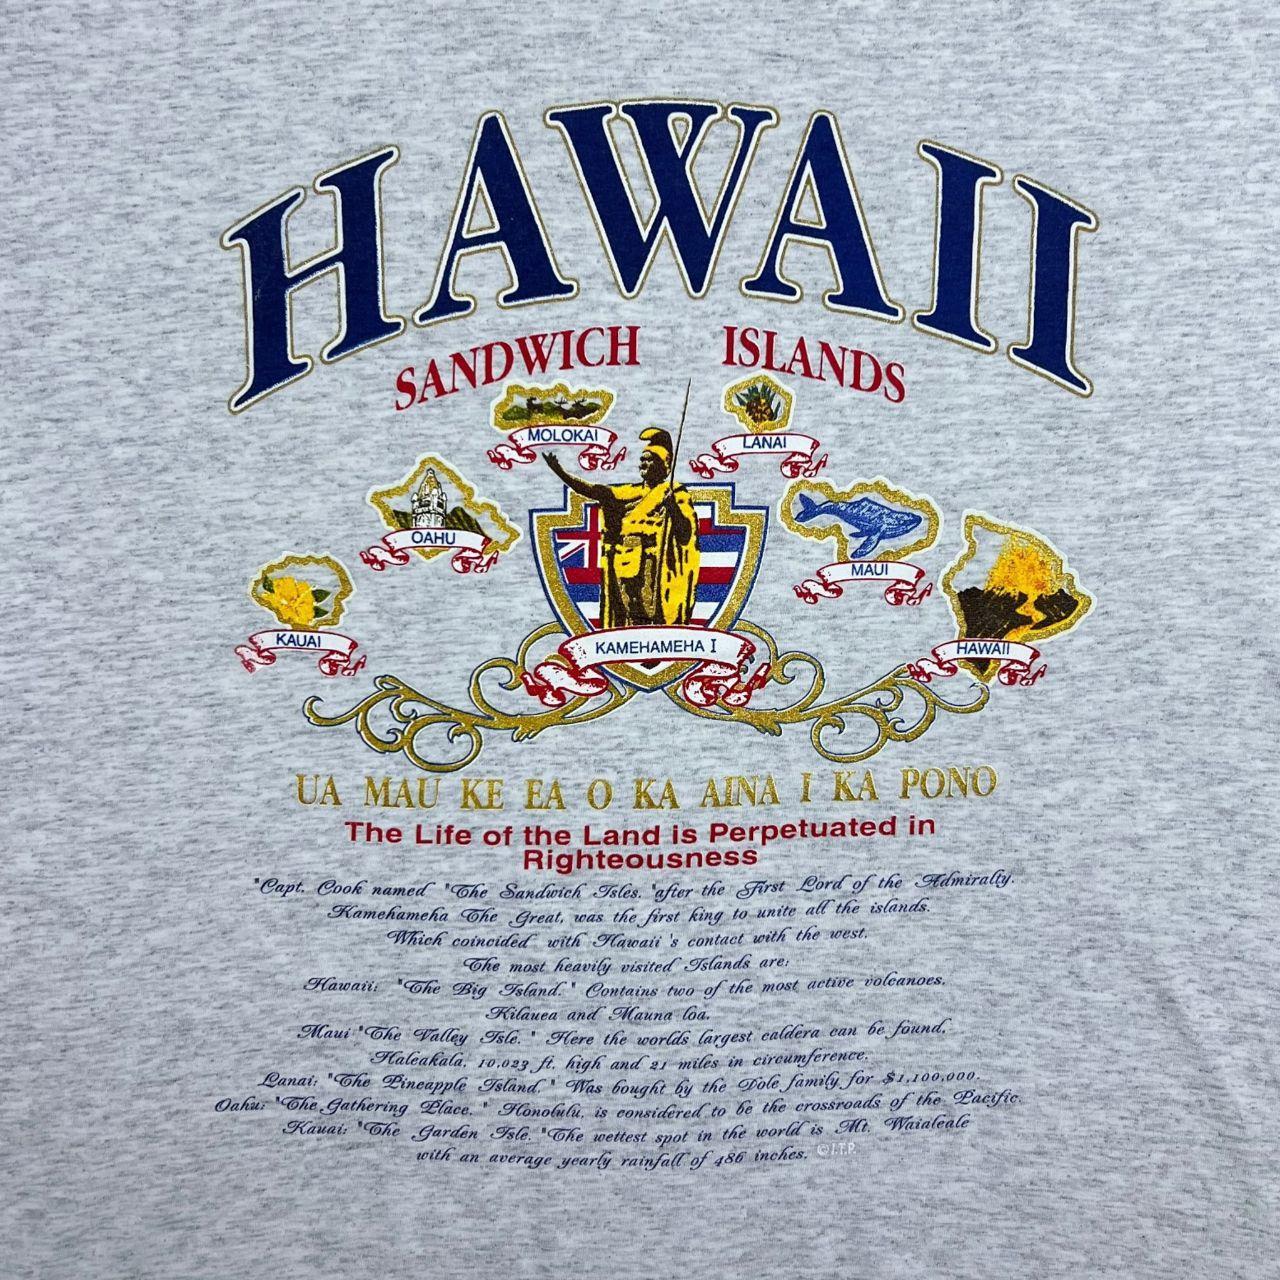 HAWAII
SANDWICH ISLANDS
MOLOKAI
LANAI
OAHU
MAUI
KAUAI
KAMEHAMEHA I
HAWAII
UA MAU KE EA O KA AINA I KA PONO
The Life of the Land is Perpetuated in
Righteousness
"Capt. Cook named "The Sandwich Isles, "after the First Lord of the Admiralty.
Kamehameha The Great, was the first king to unite all the islands.
Which coincided with Hawaii 's contact with the west.
The most heavily visited Islands are:
Hawaii: "The Big Island." Contains two of the most active volcanoes,
Kilauea and Mauna loa.
Maui "The Valley Isle. " Here the worlds largest caldera can be found,
Haleakala, 10,023 ft. high and 21 miles in circumference.
Lanai: "The Pineapple Island." Was bought by the Dole family for $1,100,000.
Oahu: "The Gathering Place. " Honolulu, is considered to be the crossroads of the Pacific.
Kauai: "The Garden Isle. "The wettest spot in the world is Mt. Waialeale
with an average yearly rainfall of 486 inches. ©I.T.P.